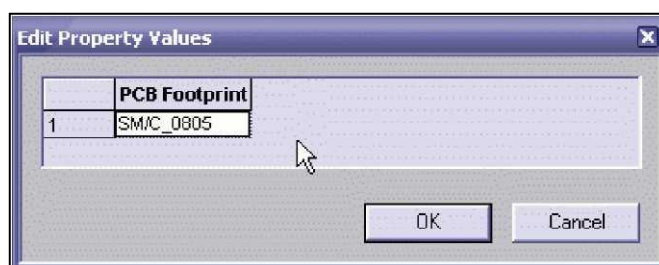 Edit Property Values
PCB Footprint
1 SM/C_0805
OK Cancel